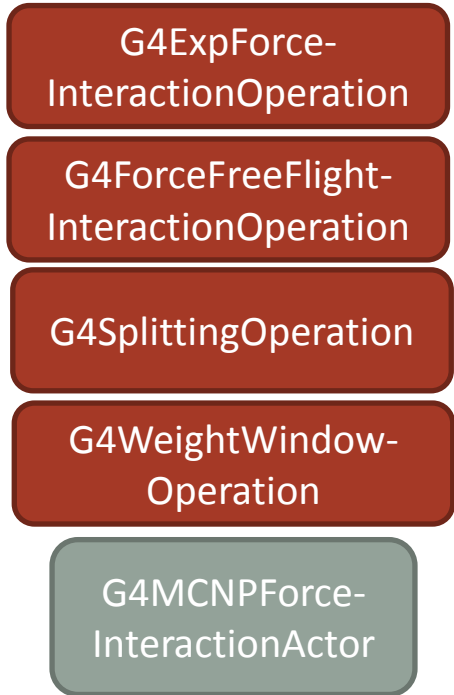 G4ExpForce-
InteractionOperation
G4ForceFreeFlight-
InteractionOperation
G4SplittingOperation
G4WeightWindow-
Operation
G4MCNPForce-
InteractionActor